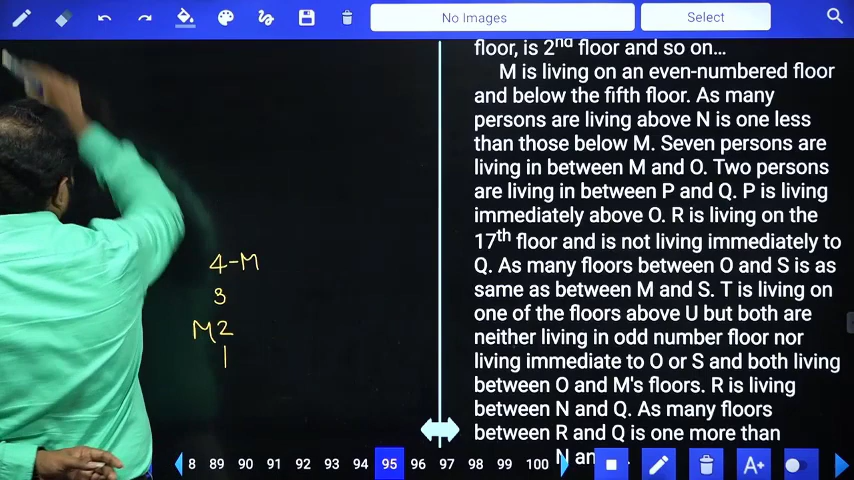 No Images
Select
floor, is 2nd floor and so on...
M is living on an even-numbered floor
and below the fifth floor. As many
persons are living above N is one less
than those below M. Seven persons are
living in between M and O. Two persons
are living in between P and Q. P is living
immediately above O. R is living on the
17th floor and is not living immediately to
Q. As many floors between O and S is as
same as between M and S. T is living on
one of the floors above U but both are
neither living in odd number floor nor
living immediate to O or S and both living
between O and M's floors. R is living
between N and Q. As many floors
between R and Q is one more than
N an
4-M
3
M2
1
8 89 90 91 92 93 94 95 96 97 98 99 100
A+